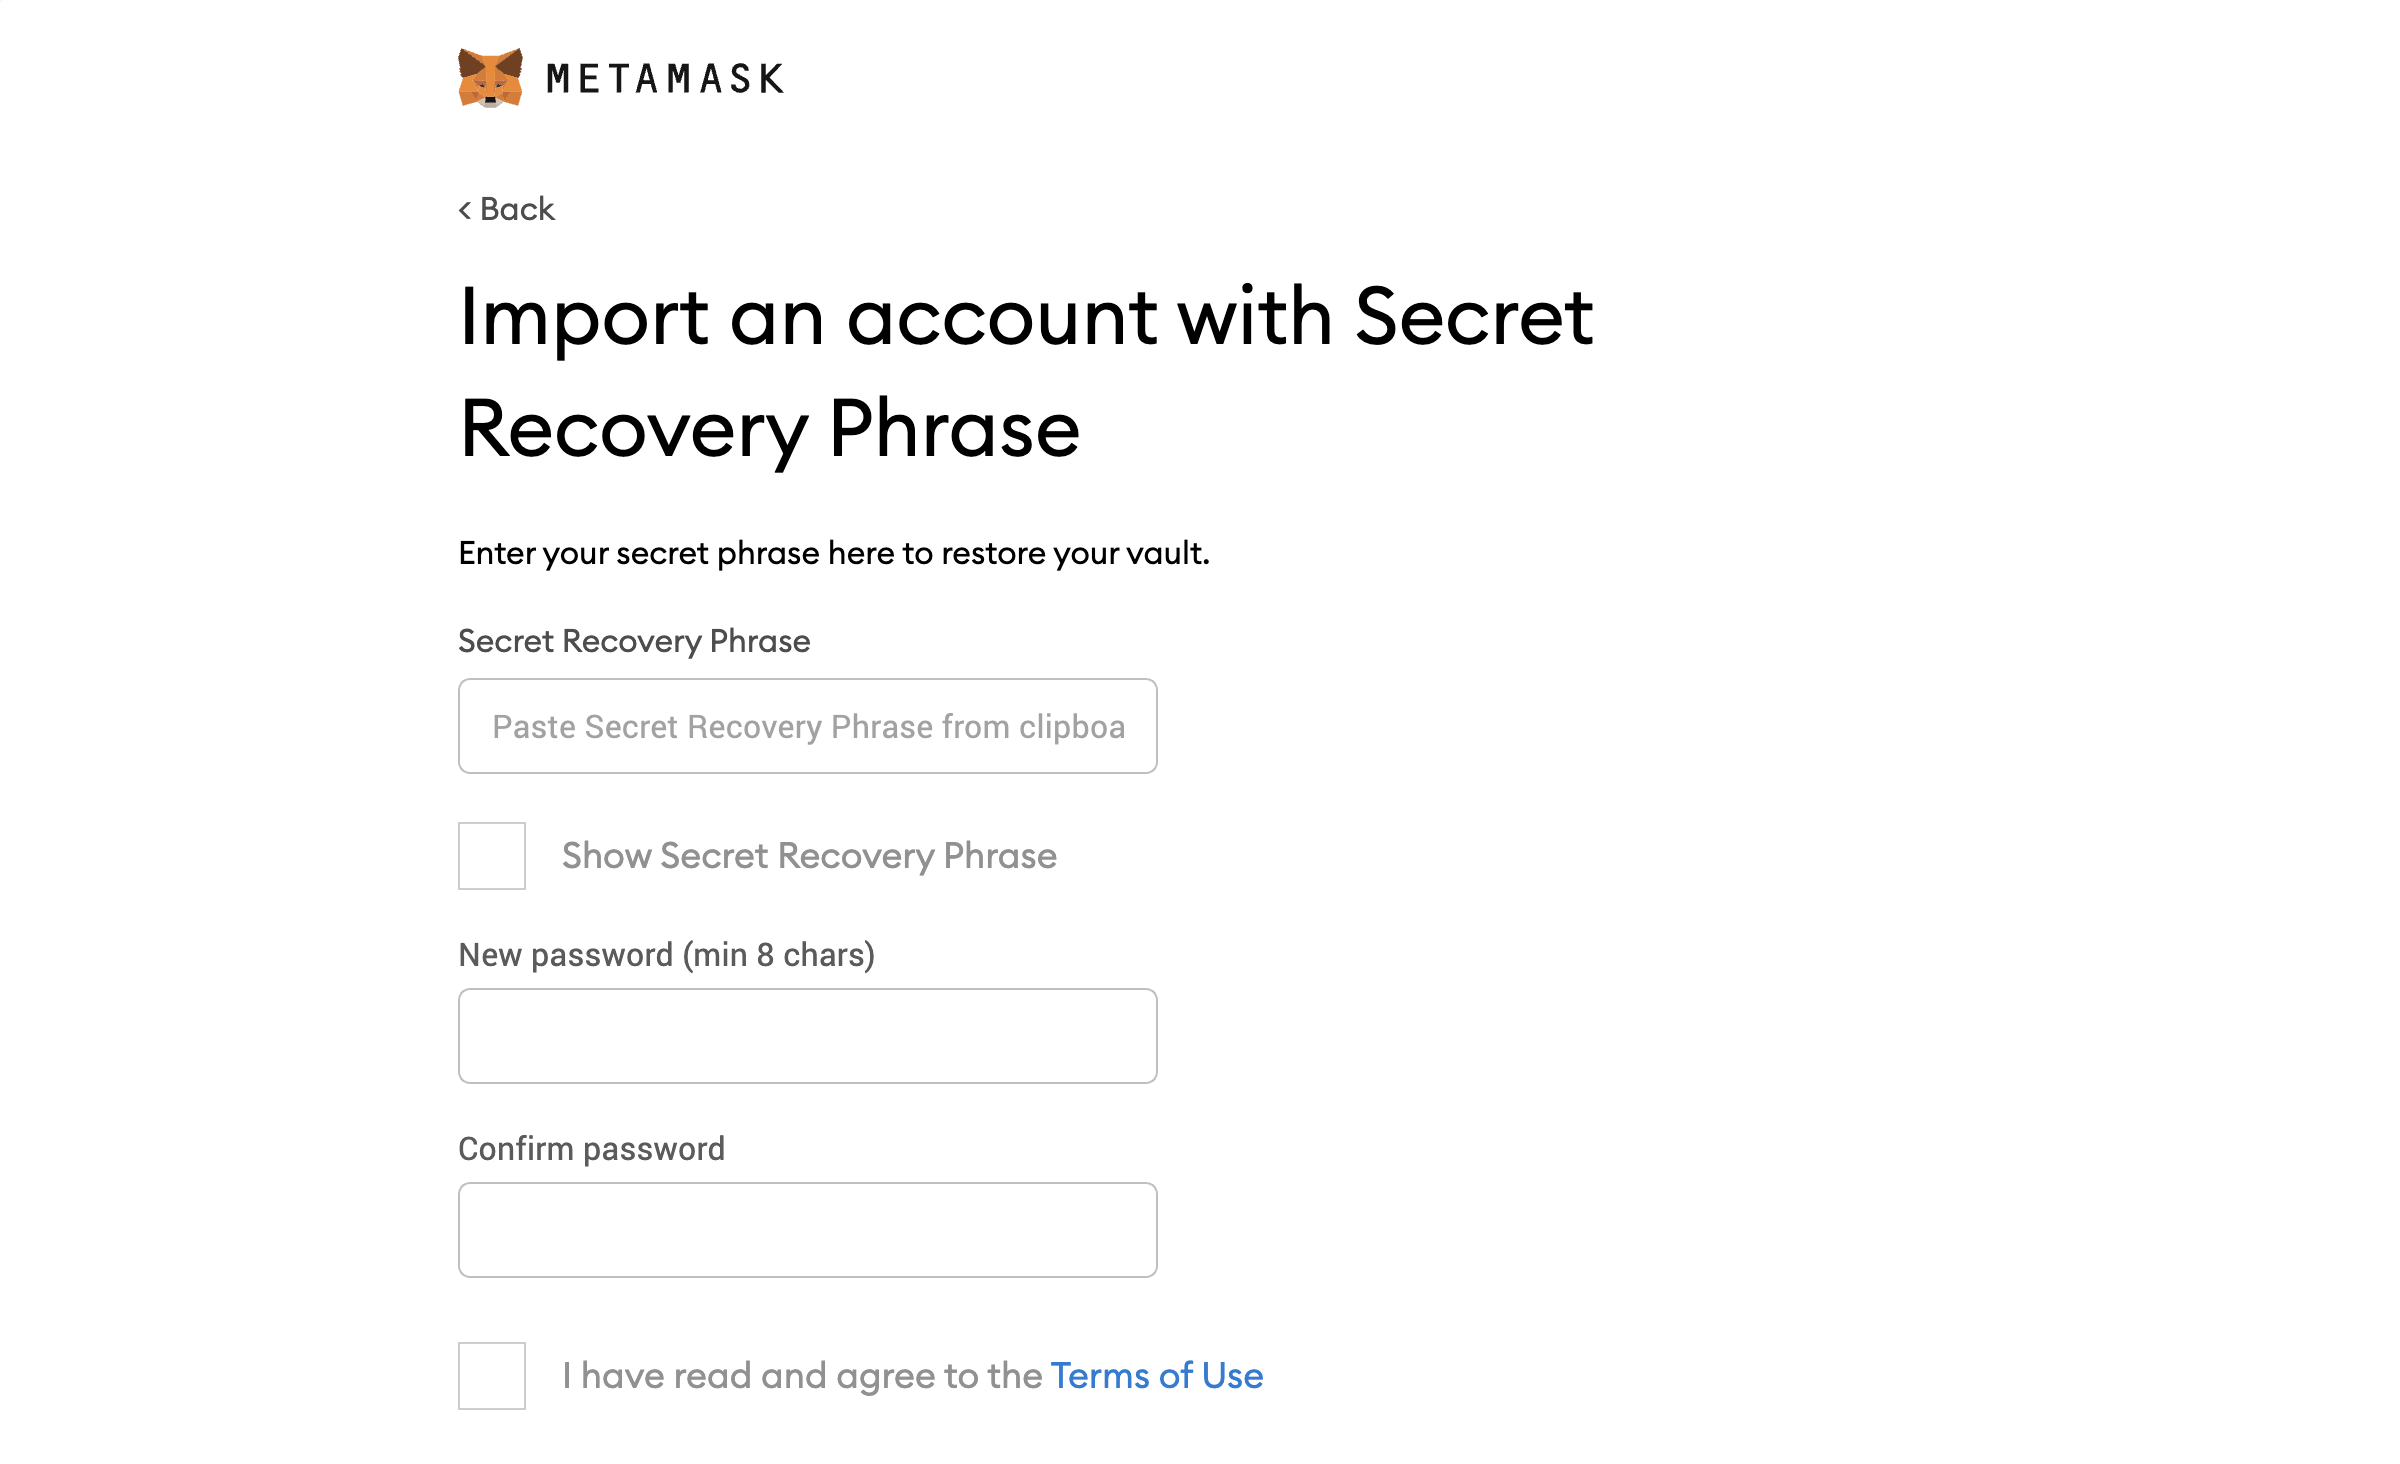 METAMASK
< Back
Import an account with Secret
Recovery Phrase
Enter your secret phrase here to restore your vault.
Secret Recovery Phrase
Paste Secret Recovery Phrase from clipboa
Show Secret Recovery Phrase
New password (min 8 chars)
Confirm password
I have read and agree to the Terms of Use